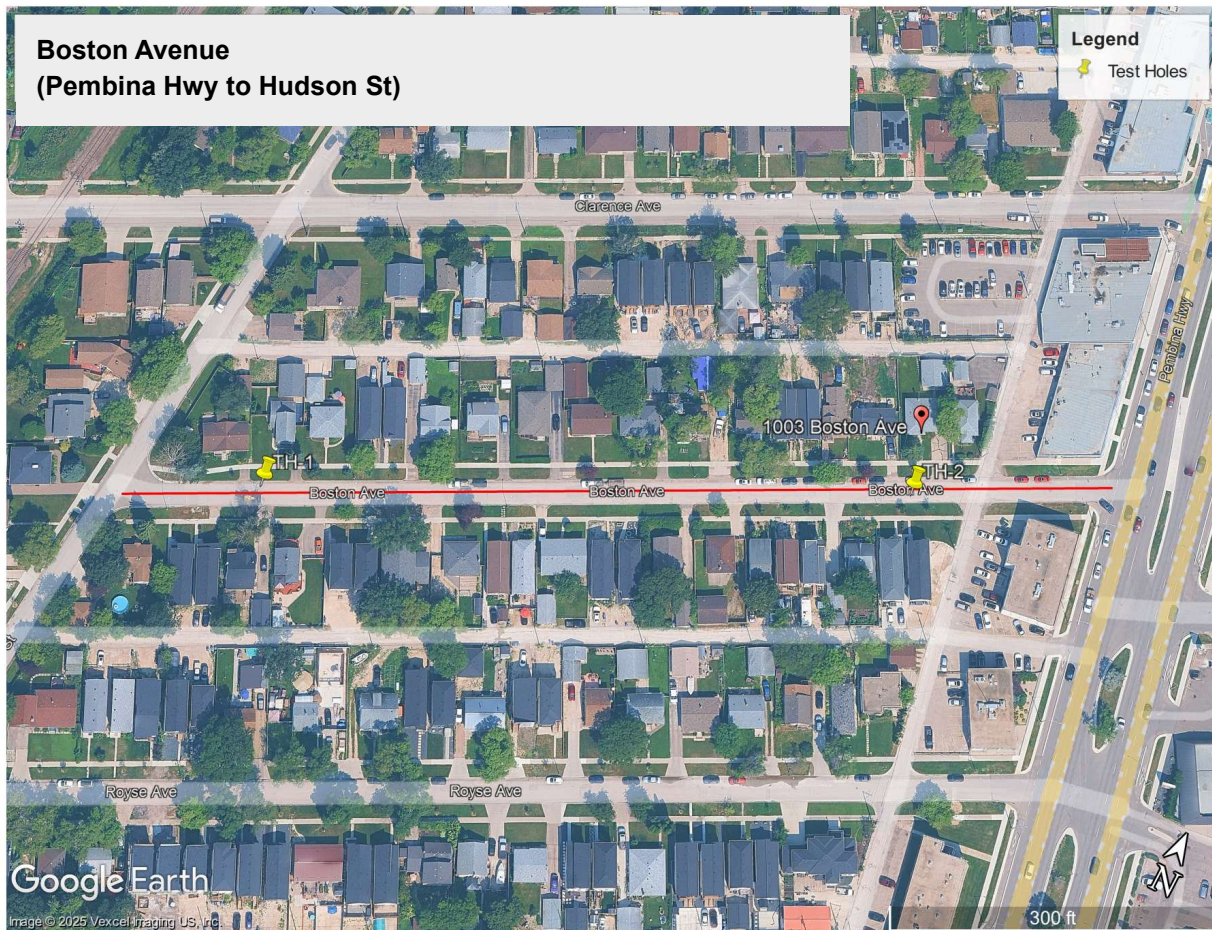 Boston Avenue
(Pembina Hwy to Hudson St)
Legend
Test Holes
Clarence Ave
Pembina Hwy
1003 Boston Ave
TH-1
TH-2
Boston Ave
Boston Ave
Boston Ave
Royse Ave
Royse Ave
Google Earth
Image © 2025 Vexcel Imaging US, Inc.
N
300 ft